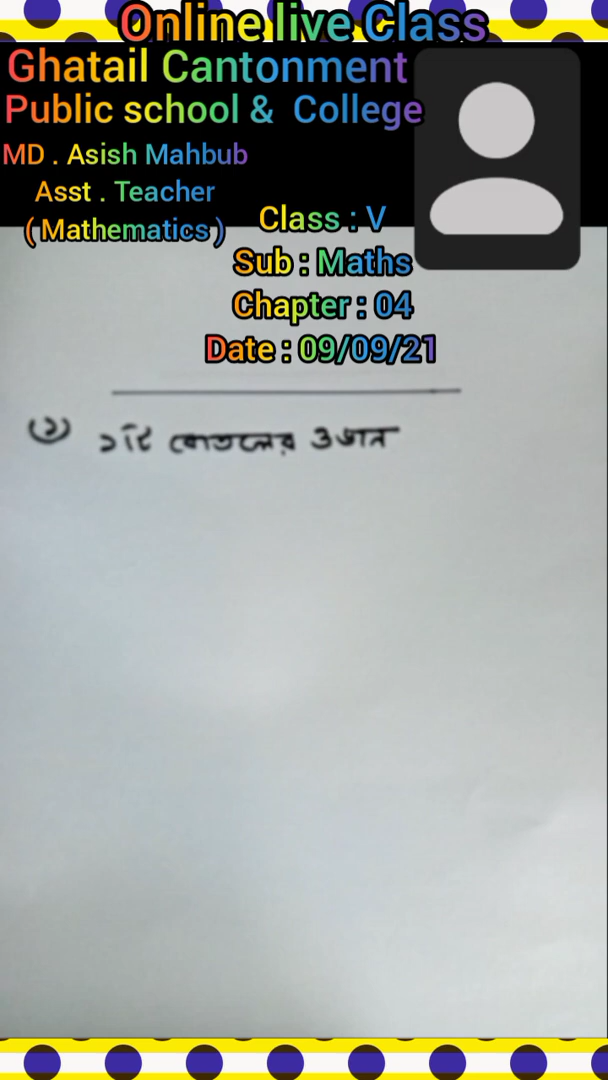 Online live Class
Ghatail Cantonment
Public school & College
MD . Asish Mahbub
Asst . Teacher
( Mathematics )
Class : V
Sub : Maths
Chapter : 04
Date : 09/09/21
(১) ১টি বোতলের ওজন